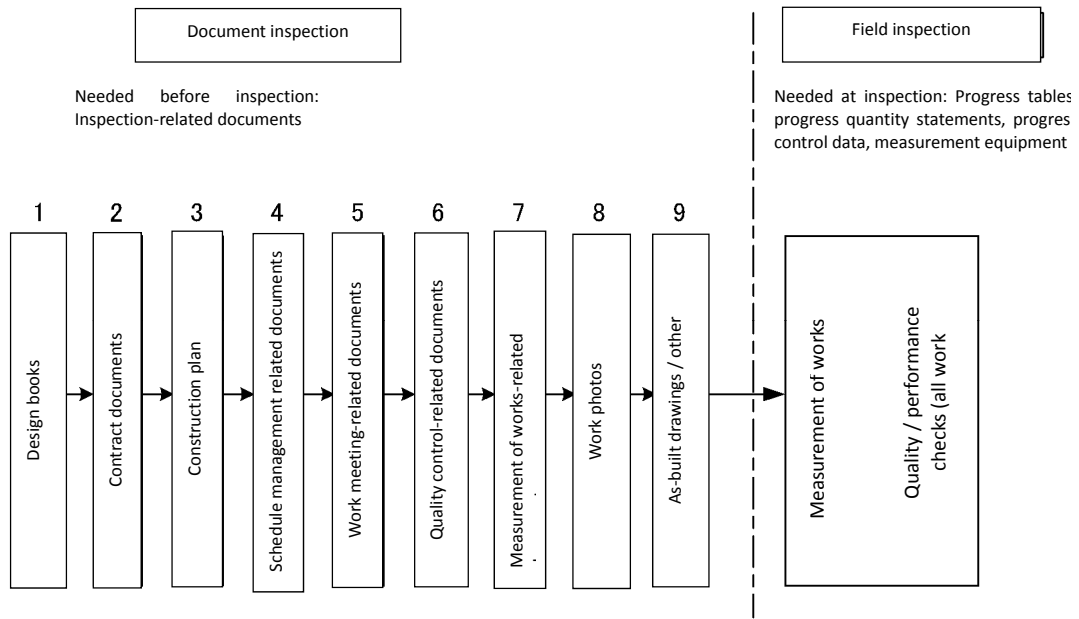 Document inspection
Field inspection
Needed before inspection:
Inspection-related documents
Needed at inspection: Progress tables
progress quantity statements, progres
control data, measurement equipment
1
2
3
4
5
6
7
8
9
Design books
Contract documents
Construction plan
Schedule management related documents
Work meeting-related documents
Quality control-related documents
Measurement of works-related
Work photos
As-built drawings / other
Measurement of works
Quality / performance
checks (all work